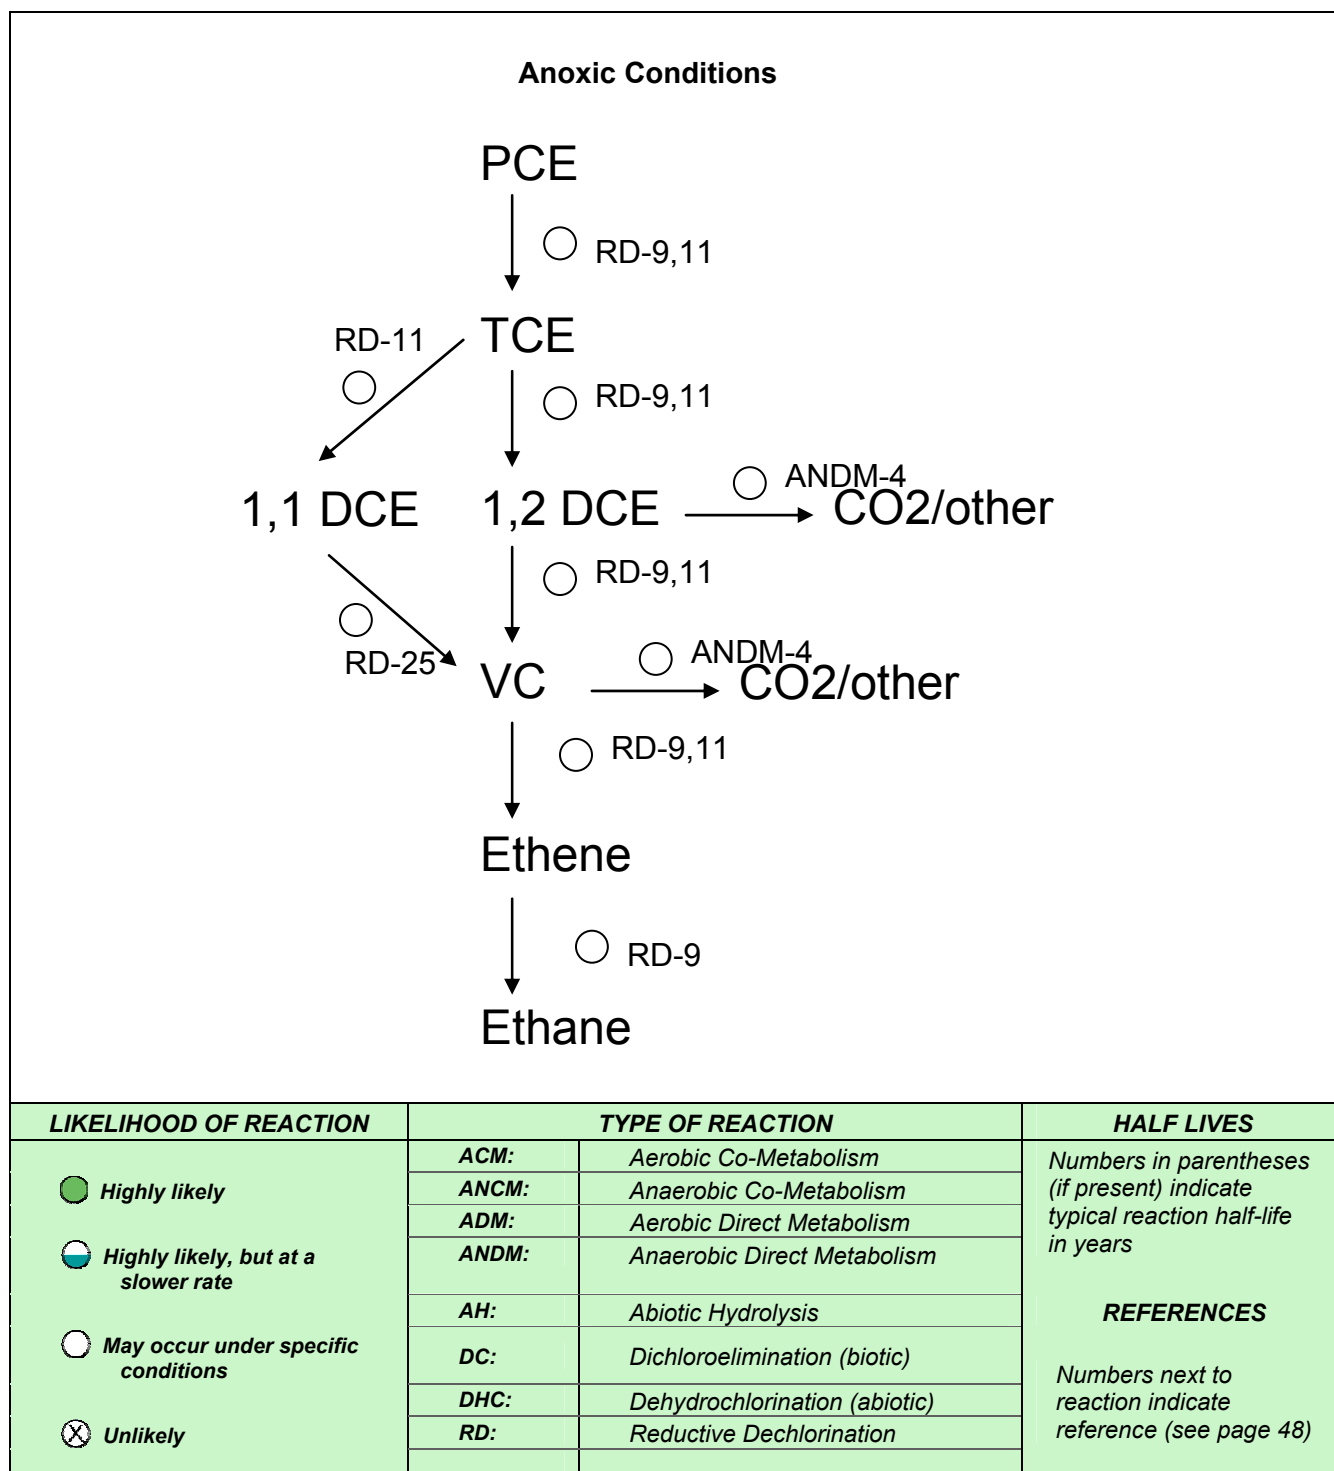 Anoxic Conditions
PCE
RD-9,11
RD-11
TCE
RD-9,11
1,1 DCE
1,2 DCE
ANDM-4
CO2/other
RD-9,11
RD-25
VC
ANDM-4
CO2/other
RD-9,11
Ethene
RD-9
Ethane
LIKELIHOOD OF REACTION
Highly likely
Highly likely, but at a
slower rate
May occur under specific
conditions
Unlikely
TYPE OF REACTION
ACM: Aerobic Co-Metabolism
ANCM: Anaerobic Co-Metabolism
ADM: Aerobic Direct Metabolism
ANDM: Anaerobic Direct Metabolism
AH: Abiotic Hydrolysis
DC: Dichloroelimination (biotic)
DHC: Dehydrochlorination (abiotic)
RD: Reductive Dechlorination
HALF LIVES
Numbers in parentheses
(if present) indicate
typical reaction half-life
in years
REFERENCES
Numbers next to
reaction indicate
reference (see page 48)